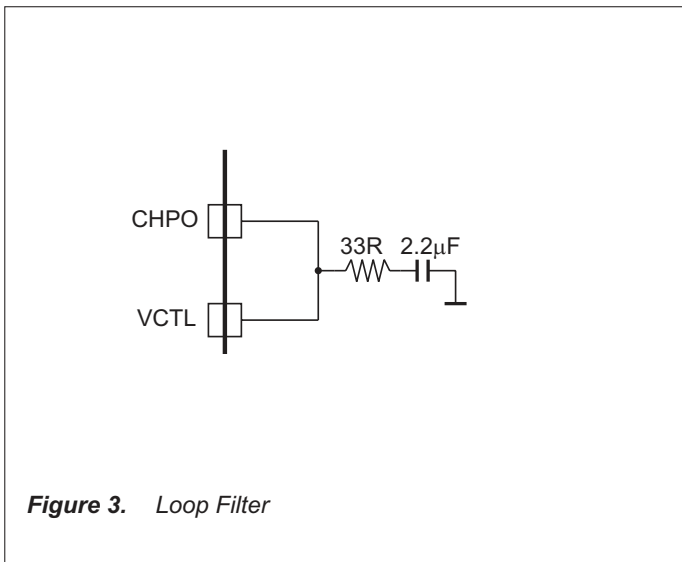 CHPO
33R 2.2μF
VCTL
Figure 3. Loop Filter